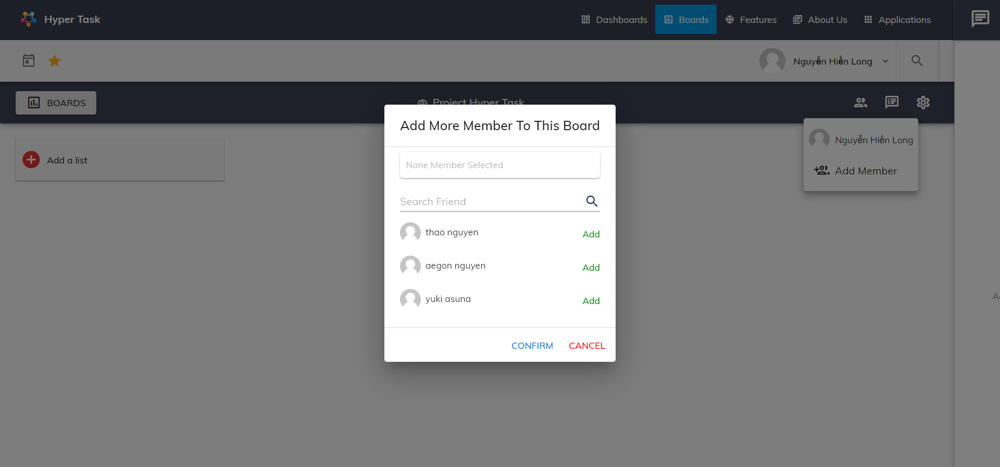 Hyper Task
Dashboards
Boards
Features
About Us
Applications
Nguyễn Hiền Long
BOARDS
Project Hyper Task
Add a list
Nguyễn Hiền Long
Add Member
Add More Member To This Board
None Member Selected
Search Friend
thao nguyen Add
aegon nguyen Add
yuki asuna Add
CONFIRM CANCEL